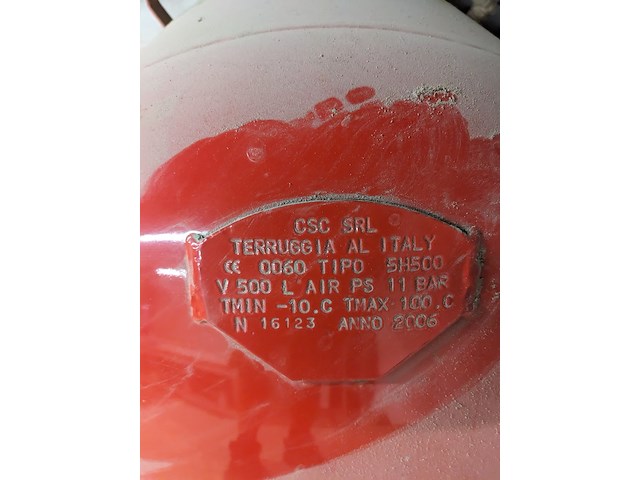 CSC SRL
TERRUGGIA AL ITALY
CE 0060 TIPO 5H500
V 500 L AIR PS 11 BAR
TMIN -10.C TMAX 100.C
N 16123 ANNO 2006